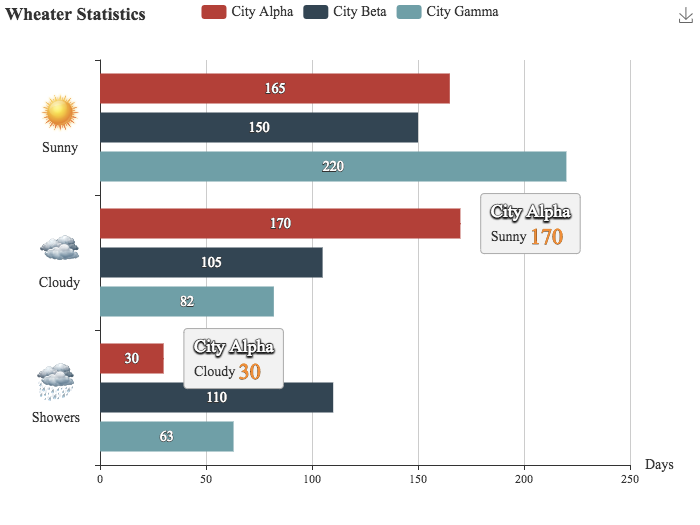 Wheater Statistics
City Alpha City Beta City Gamma
165
Sunny
150
220
City Alpha
Sunny 170
170
105
Cloudy
82
City Alpha
Cloudy 30
30
110
Showers
63
Days
0 50 100 150 200 250